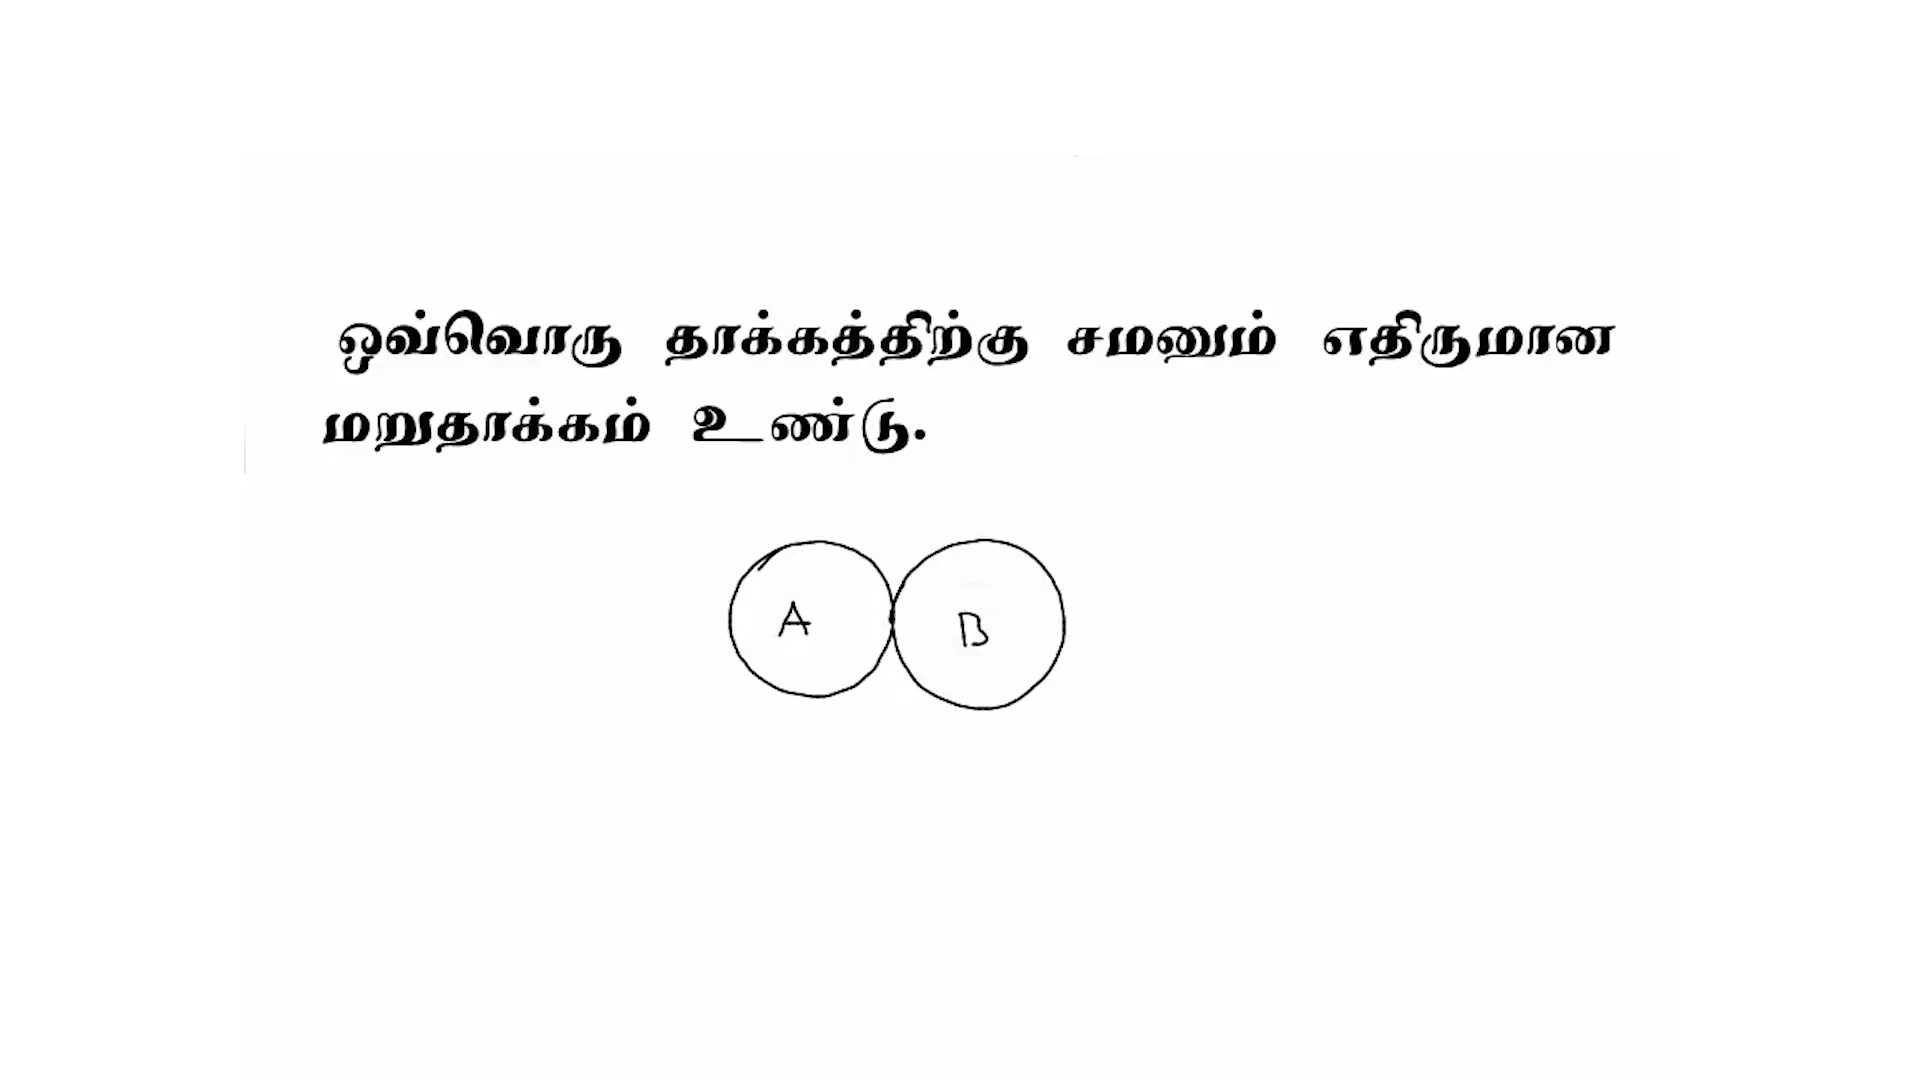 ஒவ்வொரு தாக்கத்திற்கு சமனும் எதிருமான
மறுதாக்கம் உண்டு.
A B